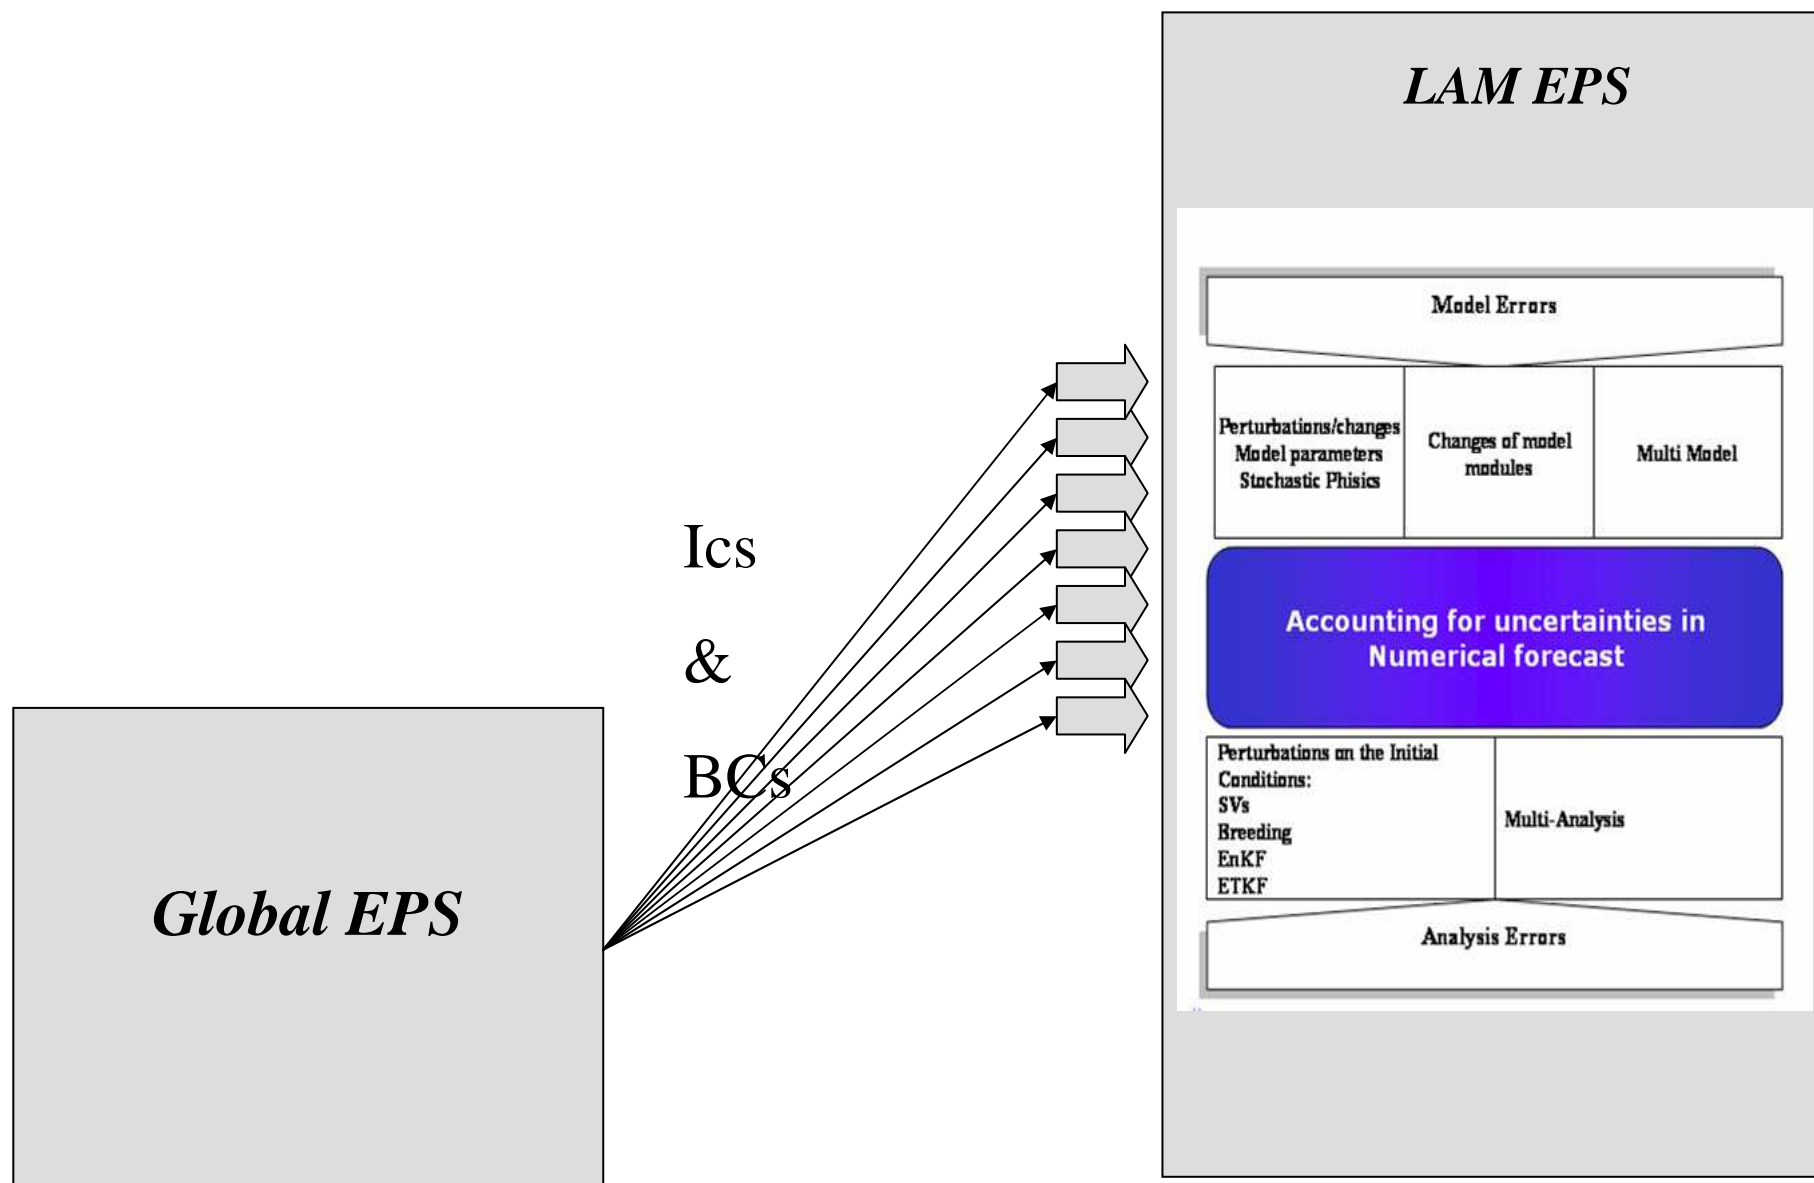 LAM EPS
Model Errors
Perturbations/changes
Model parameters
Stochastic Phisics
Changes of model
modules
Multi Model
Ics
&
BCs
Accounting for uncertainties in
Numerical forecast
Perturbations on the Initial
Conditions:
SVs
Breeding
EnKF
ETKF
Multi-Analysis
Analysis Errors
Global EPS